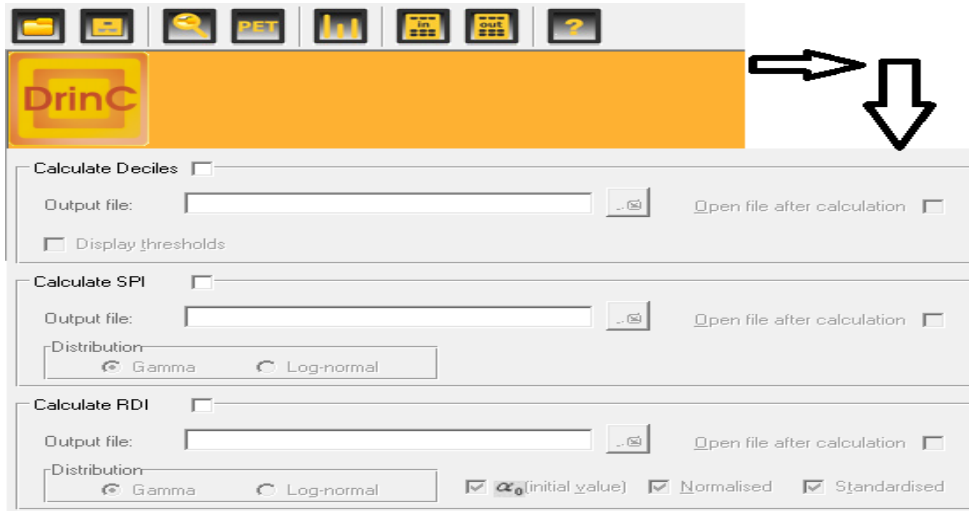 PET in out ?
DrinC
Calculate Deciles
Output file: Open file after calculation
Display thresholds
Calculate SPI
Output file: Open file after calculation
Distribution
Gamma Log-normal
Calculate RDI
Output file: Open file after calculation
Distribution
Gamma Log-normal α₀(initial value) Normalised Standardised